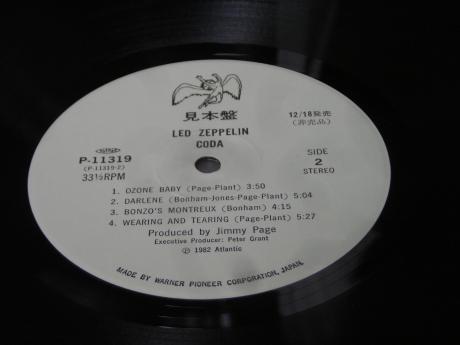 見本盤
12/18発売
(非売品)
LED ZEPPELIN
CODA
P-11319
(P-11319-2)
33⅓RPM
SIDE
2
STEREO
1. OZONE BABY (Page-Plant) 3:50
2. DARLENE (Bonham-Jones-Page-Plant) 5:04
3. BONZO'S MONTREUX (Bonham) 4:15
4. WEARING AND TEARING (Page-Plant) 5:27
Produced by Jimmy Page
Executive Producer: Peter Grant
Ⓟ 1982 Atlantic
MADE BY WARNER PIONEER CORPORATION, JAPAN.